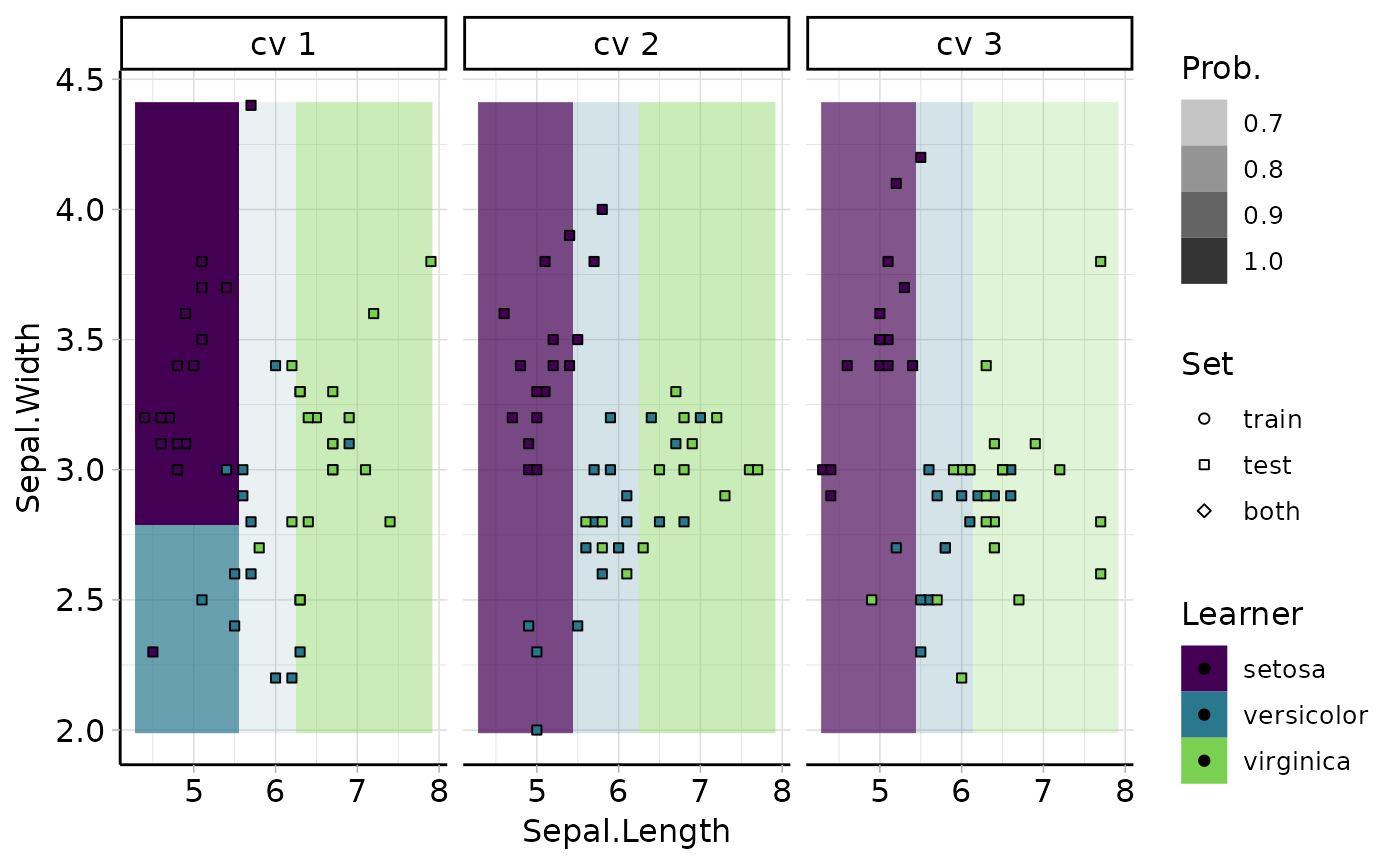 cv 1
cv 2
cv 3
4.5
4.0
3.5
3.0
2.5
2.0
Sepal.Width
5 6 7 8
5 6 7 8
5 6 7 8
Sepal.Length
Prob.
0.7
0.8
0.9
1.0
Set
train
test
both
Learner
setosa
versicolor
virginica